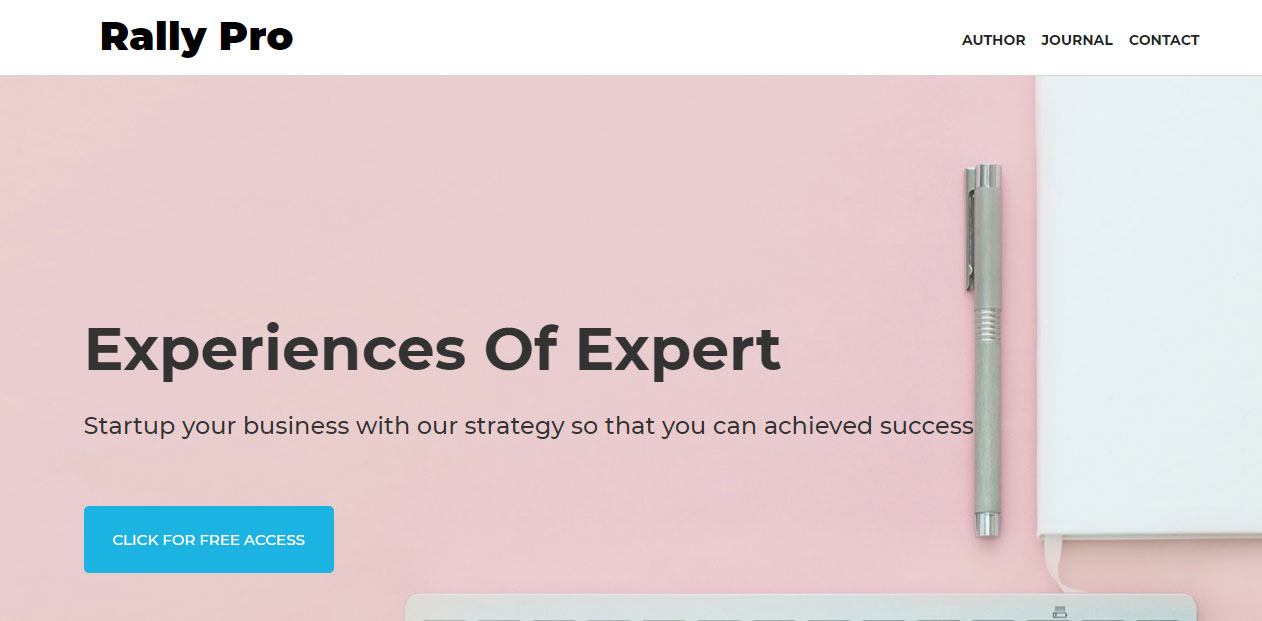 Rally Pro
AUTHOR JOURNAL CONTACT
Experiences Of Expert
Startup your business with our strategy so that you can achieved success
CLICK FOR FREE ACCESS